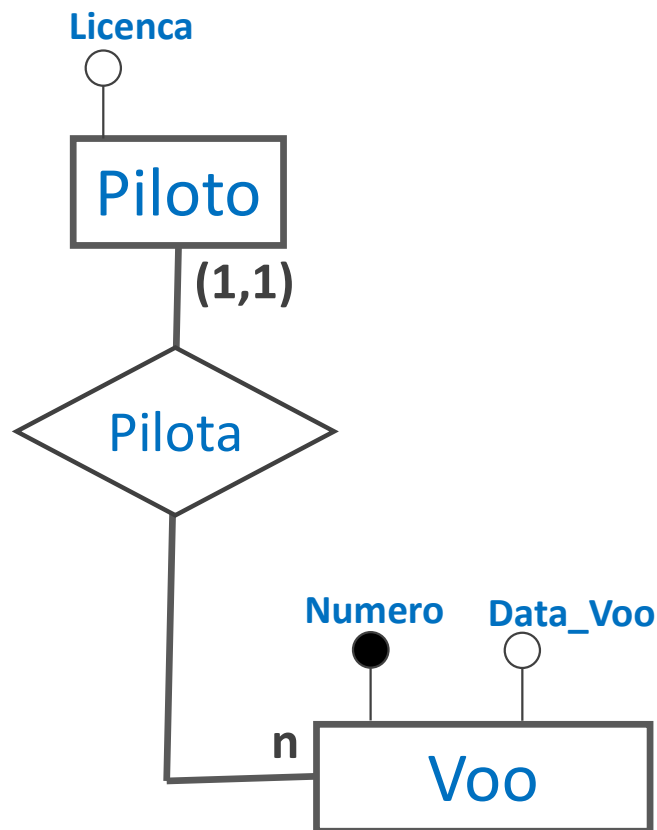 Licenca
Piloto
(1,1)
Pilota
Numero
Data_Voo
n
Voo